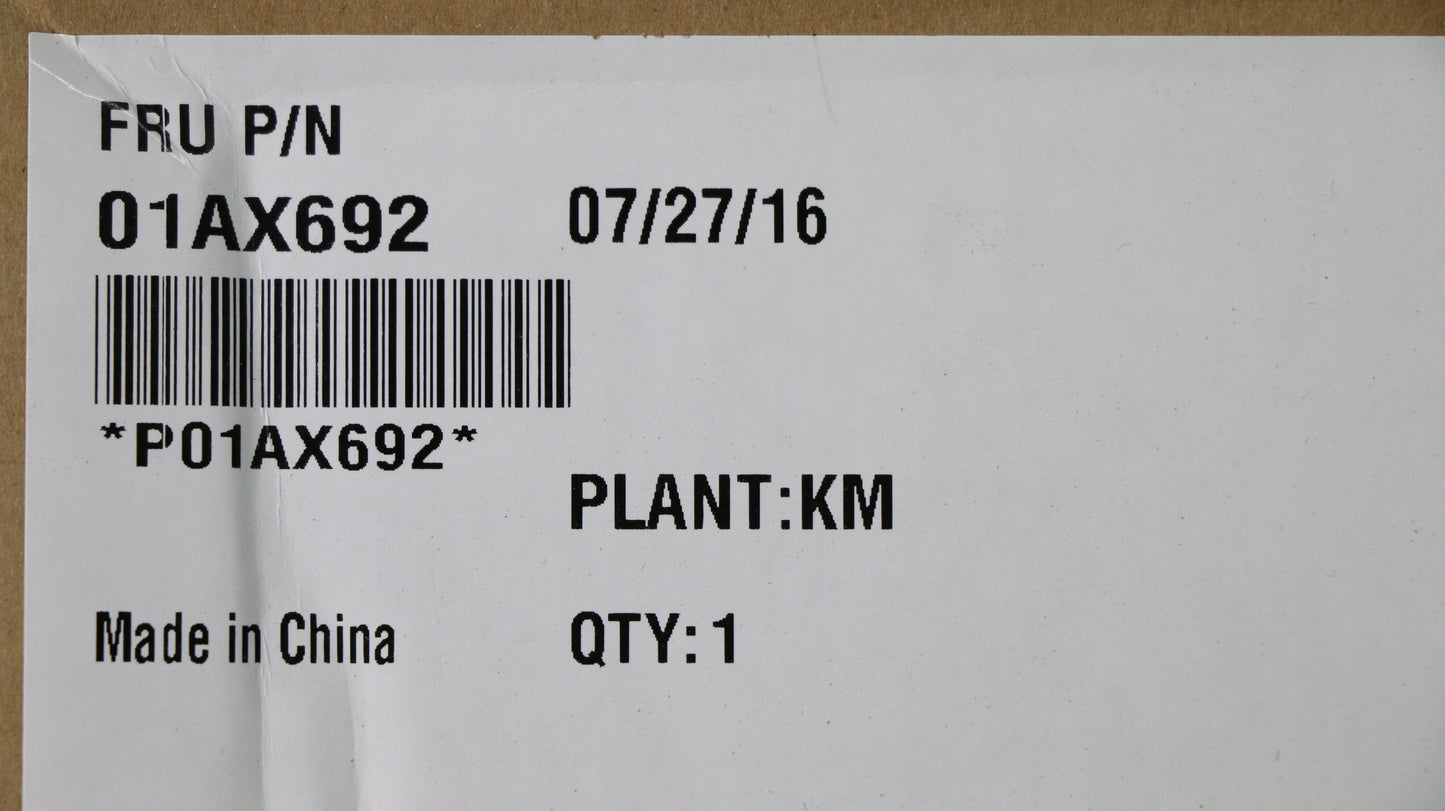 FRU P/N
01AX692 07/27/16
*P01AX692*
PLANT:KM
Made in China QTY:1